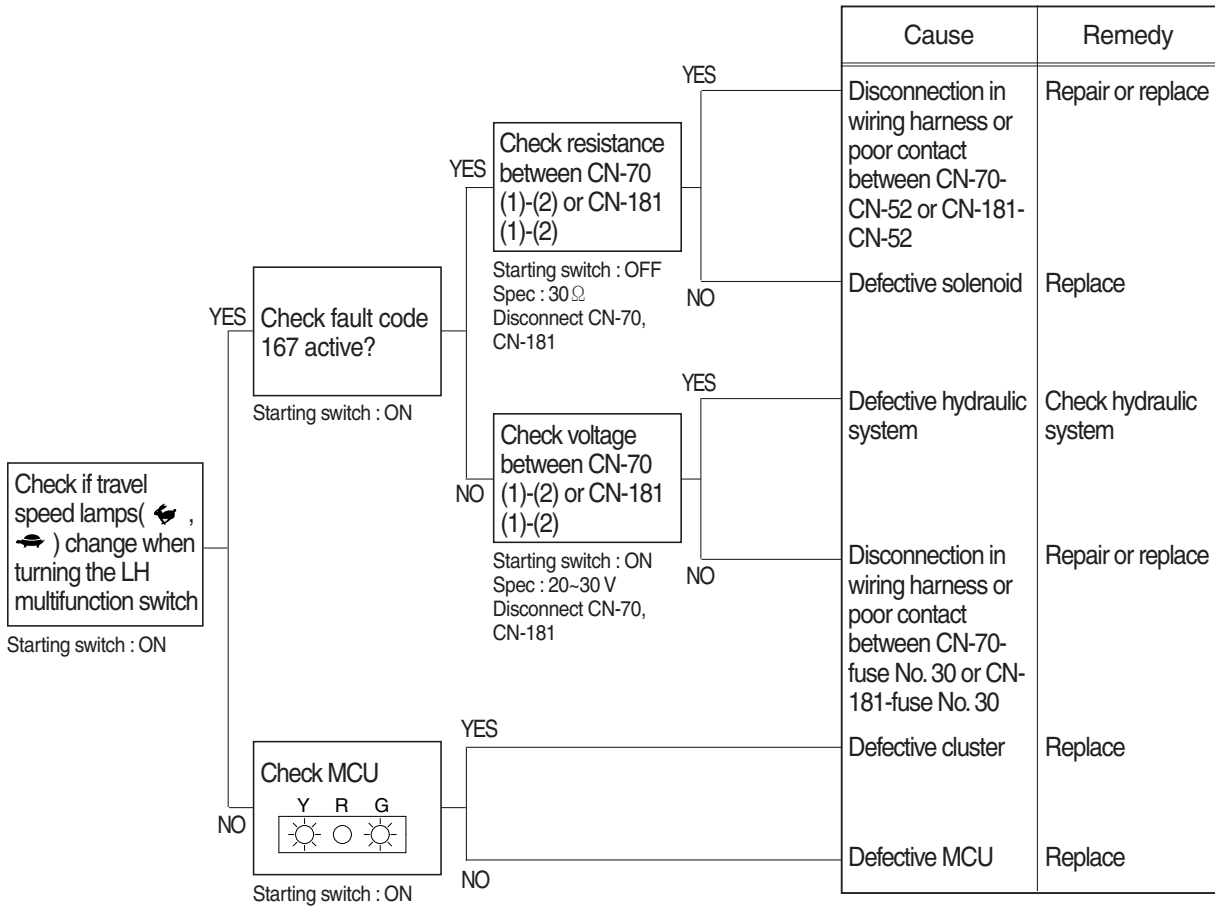 Cause
Remedy
YES
Disconnection in
wiring harness or
poor contact
between CN-70-
CN-52 or CN-181-
CN-52
Repair or replace
Check resistance
between CN-70
(1)-(2) or CN-181
(1)-(2)
YES
Starting switch : OFF
Spec : 30Ω
Disconnect CN-70,
CN-181
NO
Defective solenoid
Replace
YES
Check fault code
167 active?
Starting switch : ON
YES
Defective hydraulic
system
Check hydraulic
system
Check voltage
between CN-70
(1)-(2) or CN-181
(1)-(2)
NO
Starting switch : ON
Spec : 20~30 V
Disconnect CN-70,
CN-181
NO
Disconnection in
wiring harness or
poor contact
between CN-70-
fuse No. 30 or CN-
181-fuse No. 30
Repair or replace
Check if travel
speed lamps( ,
) change when
turning the LH
multifunction switch
Starting switch : ON
YES
Defective cluster
Replace
Check MCU
Y R G
NO
Starting switch : ON
NO
Defective MCU
Replace